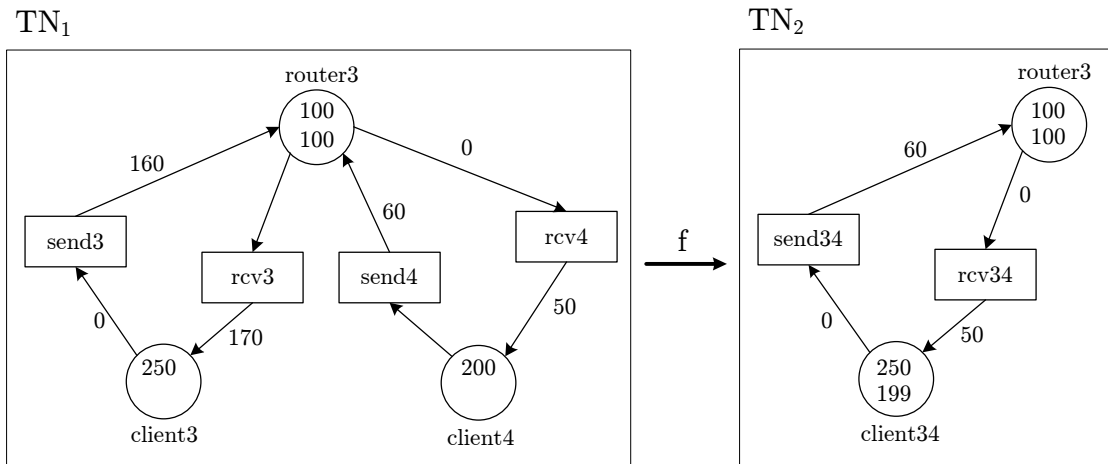 TN₁
TN₂
router3
100
100
160
0
60
send3
rcv3
send4
rcv4
0
170
50
250
200
client3
client4
f
router3
100
100
60
0
send34
rcv34
0
50
250
199
client34